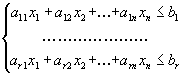 a₁₁x₁ + a₁₂x₂ +...+a₁ₙxₙ ≤ b₁
.....................
aᵣ₁x₁ + aᵣ₂x₂ +...+aᵣₙxₙ ≤ bᵣ